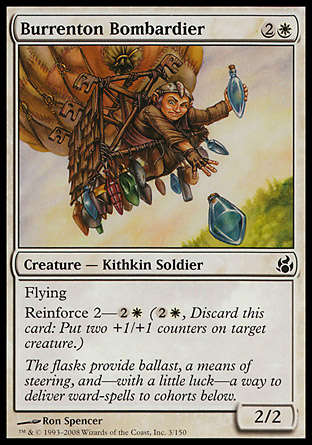 Burrenton Bombardier 2
Creature — Kithkin Soldier
Flying
Reinforce 2—2 (2, Discard this
card: Put two +1/+1 counters on target
creature.)
The flasks provide ballast, a means of
steering, and—with a little luck—a way to
deliver ward-spells to cohorts below.
Ron Spencer
2/2
™ & © 1993–2008 Wizards of the Coast, Inc. 3/150